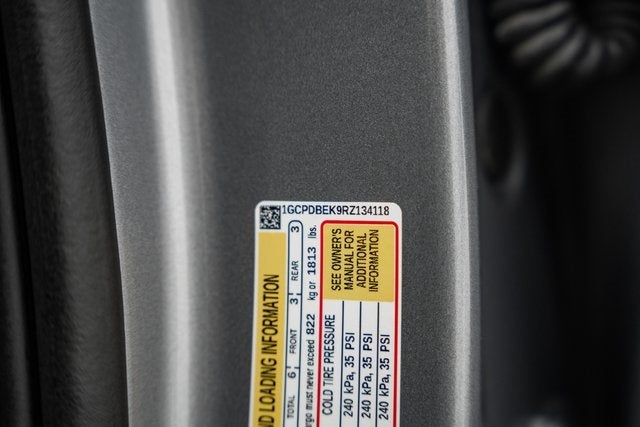 1GCPDBEK9RZ134118
ND LOADING INFORMATION
TOTAL 6 FRONT 3 REAR 3
rgo must never exceed 822 kg or 1813 lbs.
SEE OWNER'S
MANUAL FOR
ADDITIONAL
INFORMATION
COLD TIRE PRESSURE
240 kPa, 35 PSI
240 kPa, 35 PSI
240 kPa, 35 PSI